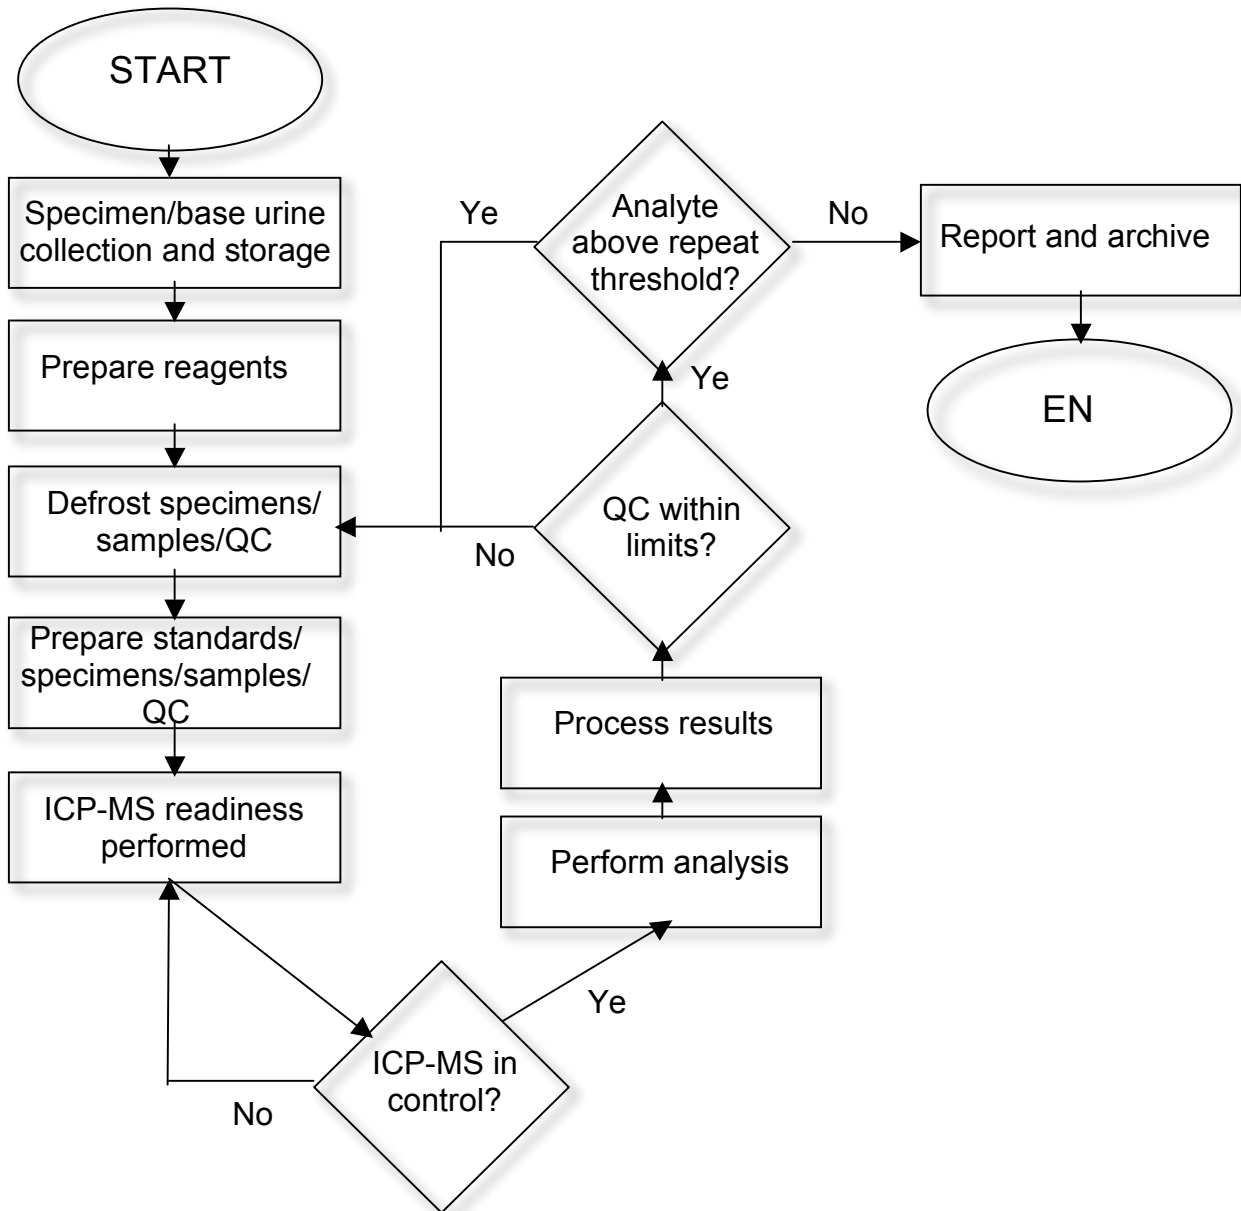 START
Specimen/base urine
collection and storage
Prepare reagents
Defrost specimens/
samples/QC
Prepare standards/
specimens/samples/
QC
ICP-MS readiness
performed
ICP-MS in
control?
No
Ye
Perform analysis
Process results
QC within
limits?
No
Ye
Analyte
above repeat
threshold?
Ye
No
Report and archive
EN